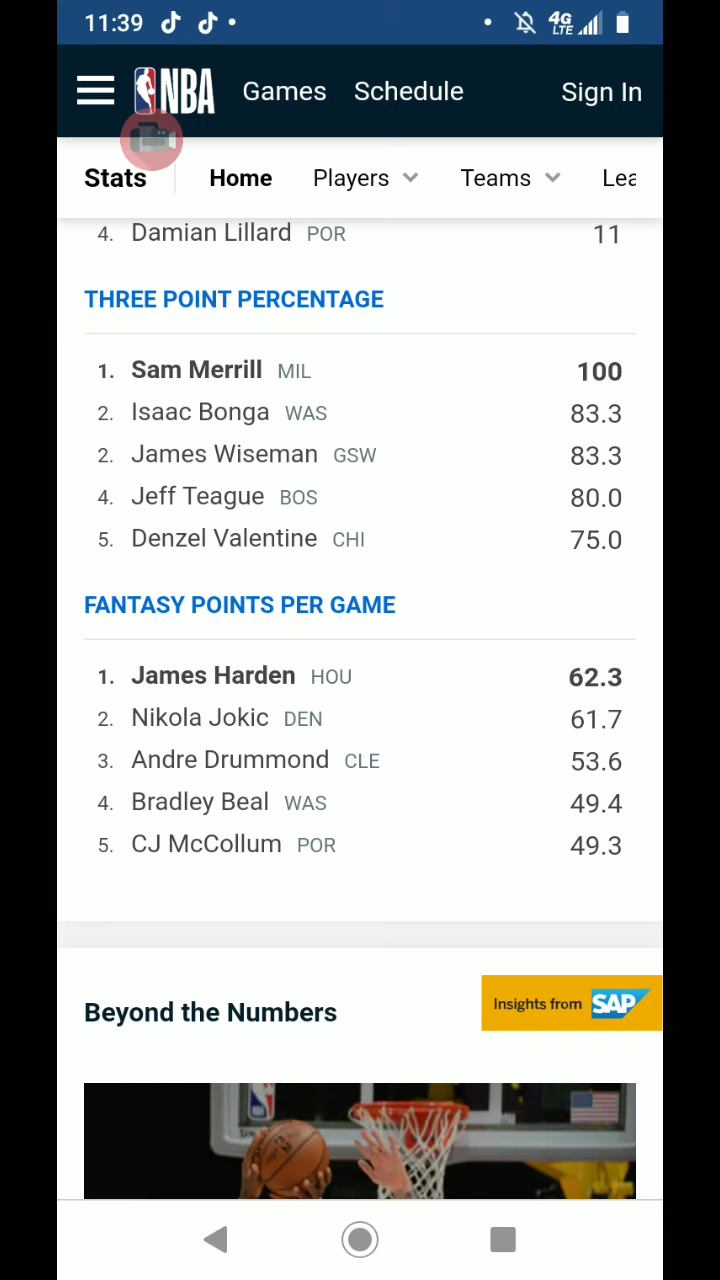 11:39 4G LTE
NBA Games Schedule Sign In
Stats Home Players Teams Lea
4. Damian Lillard POR 11
THREE POINT PERCENTAGE
1. Sam Merrill MIL 100
2. Isaac Bonga WAS 83.3
2. James Wiseman GSW 83.3
4. Jeff Teague BOS 80.0
5. Denzel Valentine CHI 75.0
FANTASY POINTS PER GAME
1. James Harden HOU 62.3
2. Nikola Jokic DEN 61.7
3. Andre Drummond CLE 53.6
4. Bradley Beal WAS 49.4
5. CJ McCollum POR 49.3
Beyond the Numbers
Insights from SAP